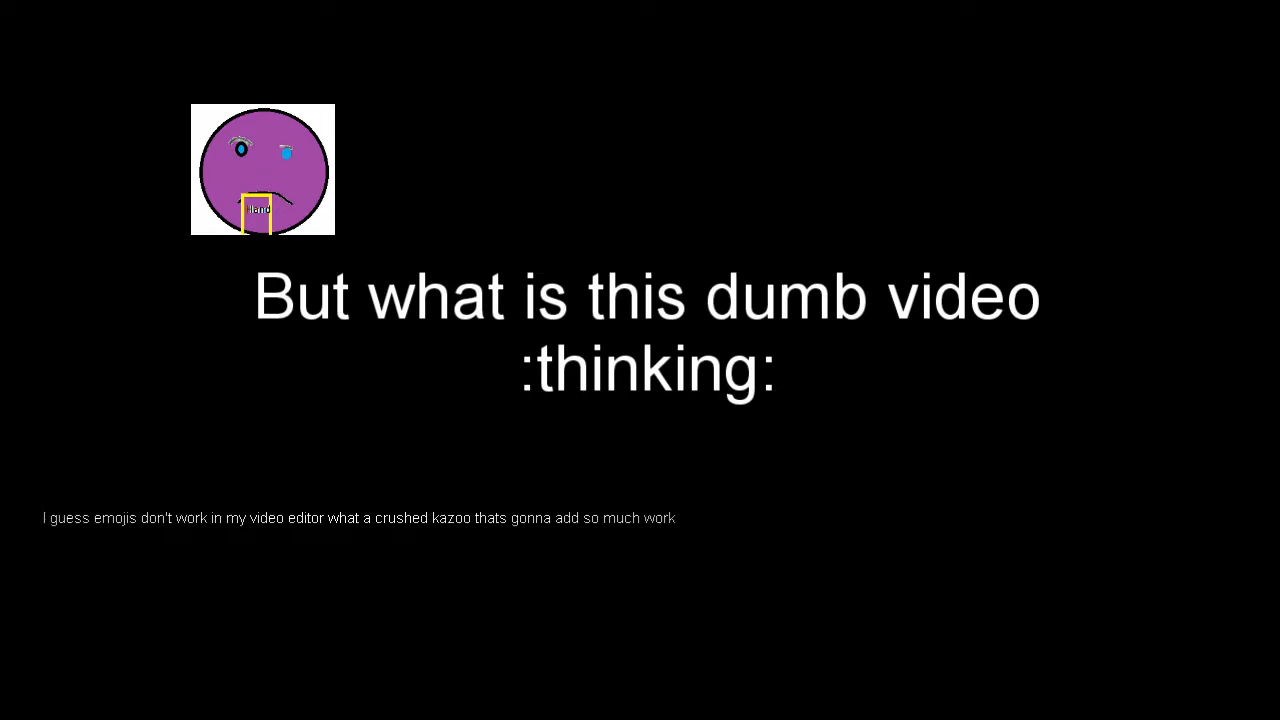 Hand
But what is this dumb video
:thinking:
I guess emojis don't work in my video editor what a crushed kazoo thats gonna add so much work